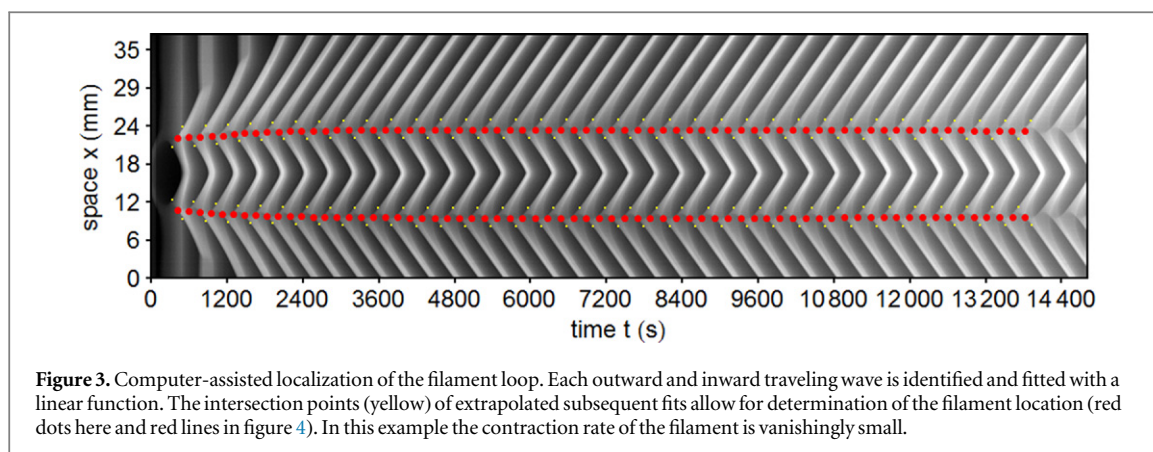 35
29
24
18
12
6
0
space x (mm)
0 1200 2400 3600 4800 6000 7200 8400 9600 10 800 12 000 13 200 14 400
time t (s)
Figure 3. Computer-assisted localization of the filament loop. Each outward and inward traveling wave is identified and fitted with a
linear function. The intersection points (yellow) of extrapolated subsequent fits allow for determination of the filament location (red
dots here and red lines in figure 4). In this example the contraction rate of the filament is vanishingly small.